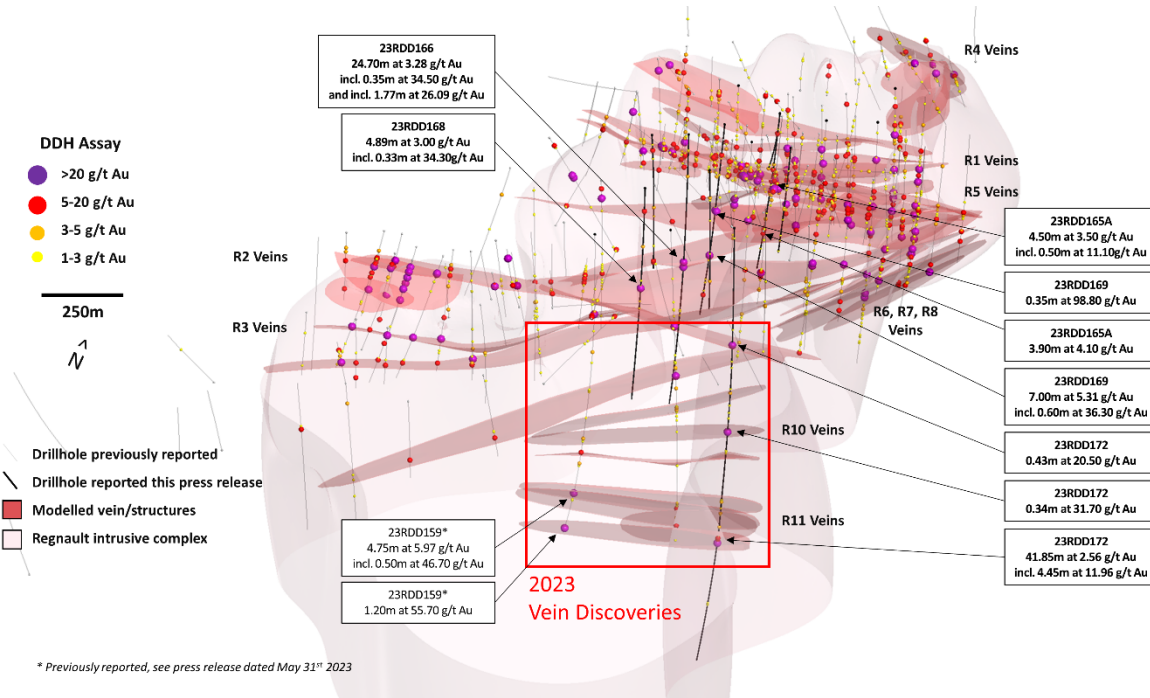 23RDD166
24.70m at 3.28 g/t Au
incl. 0.35m at 34.50 g/t Au
and incl. 1.77m at 26.09 g/t Au
23RDD168
4.89m at 3.00 g/t Au
incl. 0.33m at 34.30g/t Au
DDH Assay
>20 g/t Au
5-20 g/t Au
3-5 g/t Au
1-3 g/t Au
250m
N
R2 Veins
R3 Veins
R4 Veins
R1 Veins
R5 Veins
R6, R7, R8
Veins
R10 Veins
R11 Veins
23RDD165A
4.50m at 3.50 g/t Au
incl. 0.50m at 11.10g/t Au
23RDD169
0.35m at 98.80 g/t Au
23RDD165A
3.90m at 4.10 g/t Au
23RDD169
7.00m at 5.31 g/t Au
incl. 0.60m at 36.30 g/t Au
23RDD172
0.43m at 20.50 g/t Au
23RDD172
0.34m at 31.70 g/t Au
23RDD172
41.85m at 2.56 g/t Au
incl. 4.45m at 11.96 g/t Au
Drillhole previously reported
Drillhole reported this press release
Modelled vein/structures
Regnault intrusive complex
23RDD159*
4.75m at 5.97 g/t Au
incl. 0.50m at 46.70 g/t Au
23RDD159*
1.20m at 55.70 g/t Au
2023
Vein Discoveries
* Previously reported, see press release dated May 31st 2023